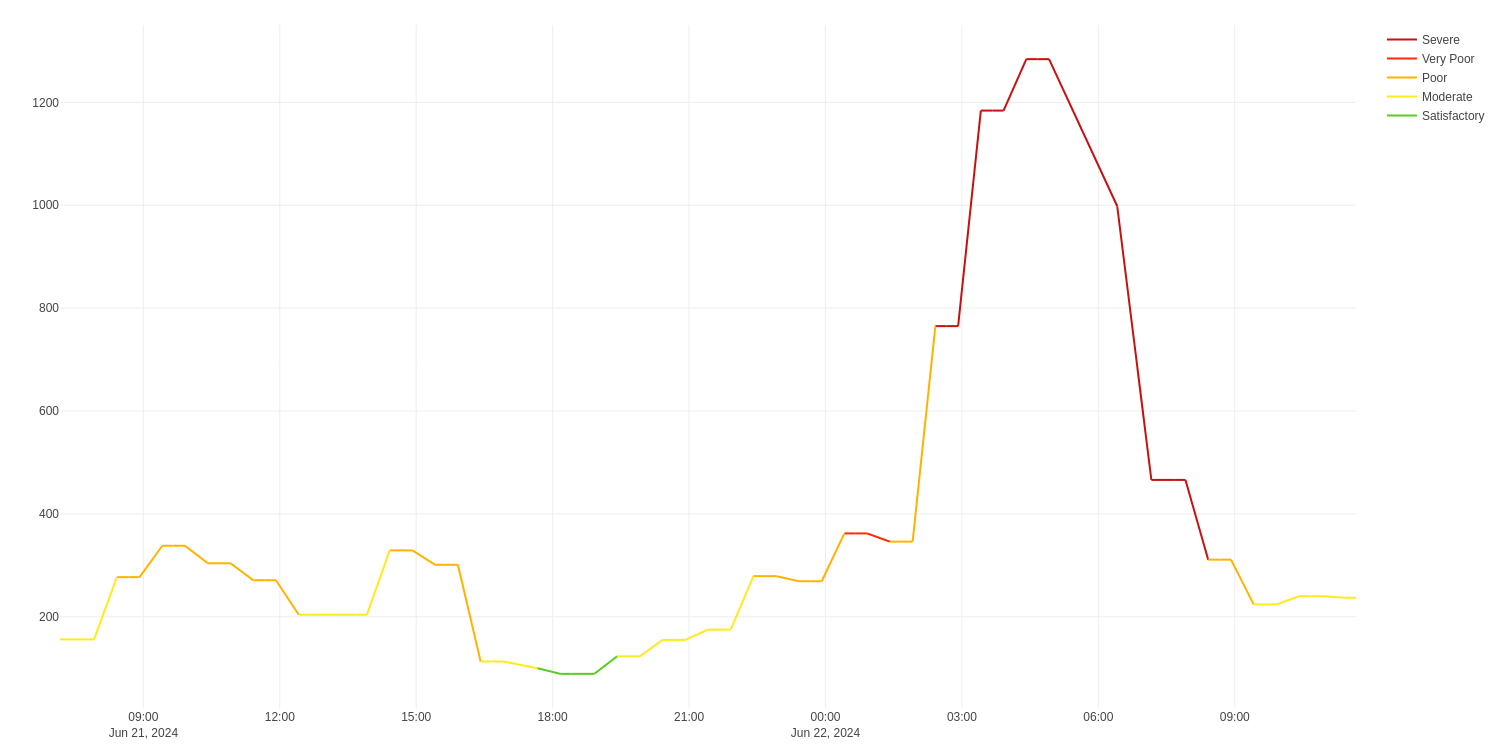 1200
1000
800
600
400
200
09:00
Jun 21, 2024
12:00
15:00
18:00
21:00
00:00
Jun 22, 2024
03:00
06:00
09:00
Severe
Very Poor
Poor
Moderate
Satisfactory